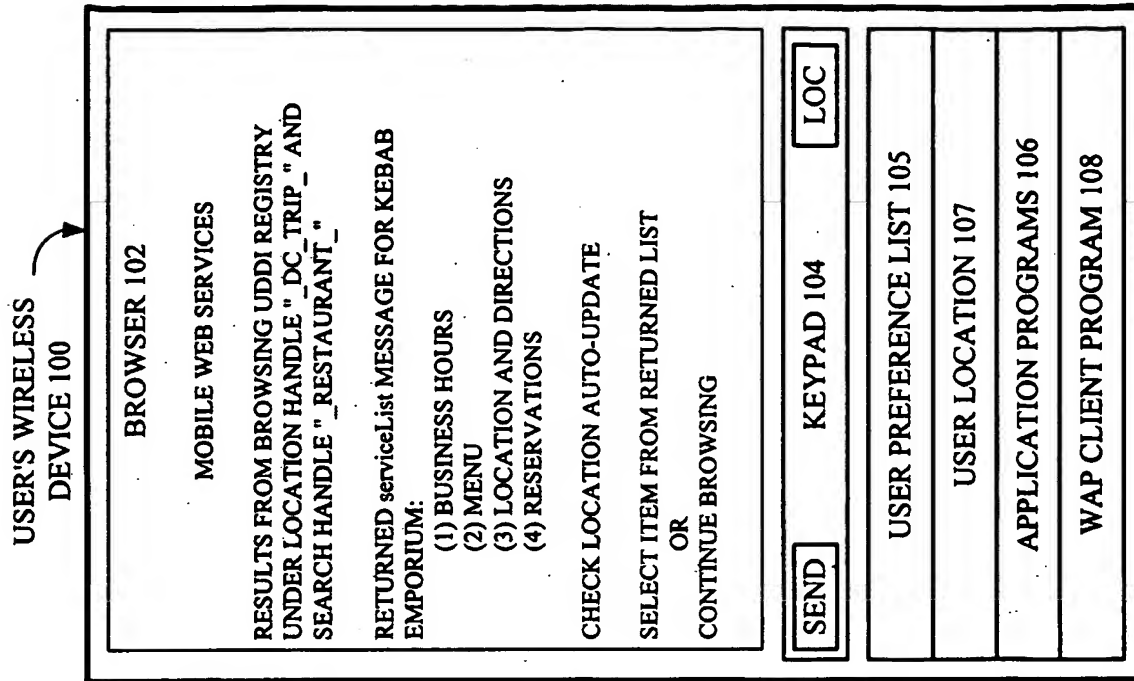 USER'S WIRELESS
DEVICE 100
BROWSER 102
MOBILE WEB SERVICES
RESULTS FROM BROWSING UDDI REGISTRY
UNDER LOCATION HANDLE "_DC_TRIP_" AND
SEARCH HANDLE "_RESTAURANT_"
RETURNED serviceList MESSAGE FOR KEBAB
EMPORIUM:
(1) BUSINESS HOURS
(2) MENU
(3) LOCATION AND DIRECTIONS
(4) RESERVATIONS
CHECK LOCATION AUTO-UPDATE
SELECT ITEM FROM RETURNED LIST
OR
CONTINUE BROWSING
SEND KEYPAD 104 LOC
USER PREFERENCE LIST 105
USER LOCATION 107
APPLICATION PROGRAMS 106
WAP CLIENT PROGRAM 108